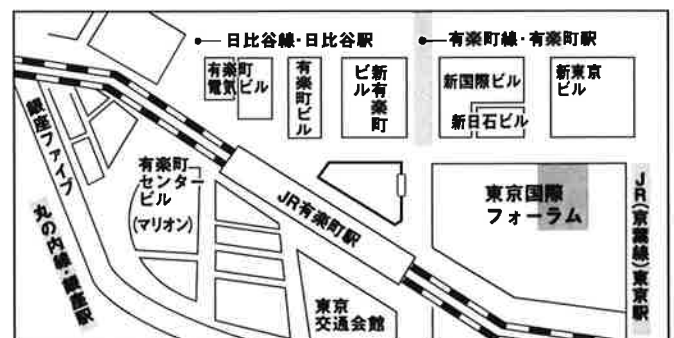 日比谷線・日比谷駅
有楽町線・有楽町駅
有楽町
電気ビル
有楽町ビル
新有楽町
ビル
新国際ビル
新日石ビル
新東京
ビル
銀座ファイブ
丸の内線・銀座駅
有楽町
センター
ビル
(マリオン)
JR有楽町駅
東京
交通会館
東京国際
フォーラム
JR(京葉線)東京駅